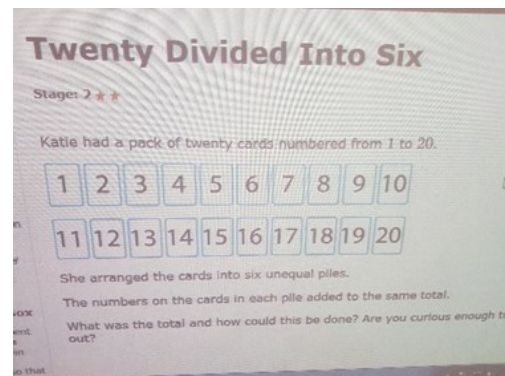 Twenty Divided Into Six
Stage: 2 ★ ★
Katie had a pack of twenty cards numbered from 1 to 20.
1 2 3 4 5 6 7 8 9 10
11 12 13 14 15 16 17 18 19 20
She arranged the cards into six unequal piles.
The numbers on the cards in each pile added to the same total.
What was the total and how could this be done? Are you curious enough
out?